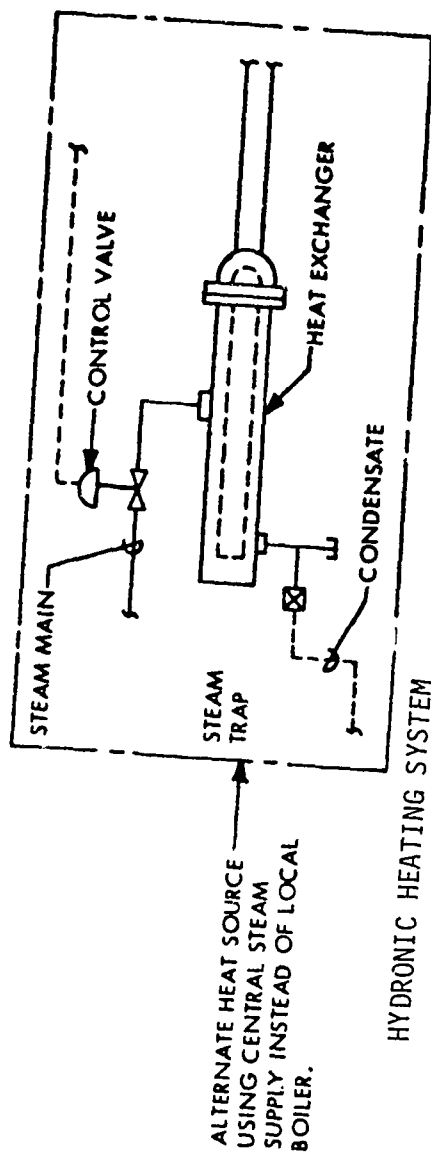 STEAM MAIN
CONTROL VALVE
STEAM
TRAP
HEAT EXCHANGER
CONDENSATE
ALTERNATE HEAT SOURCE
USING CENTRAL STEAM
SUPPLY INSTEAD OF LOCAL
BOILER.
HYDRONIC HEATING SYSTEM